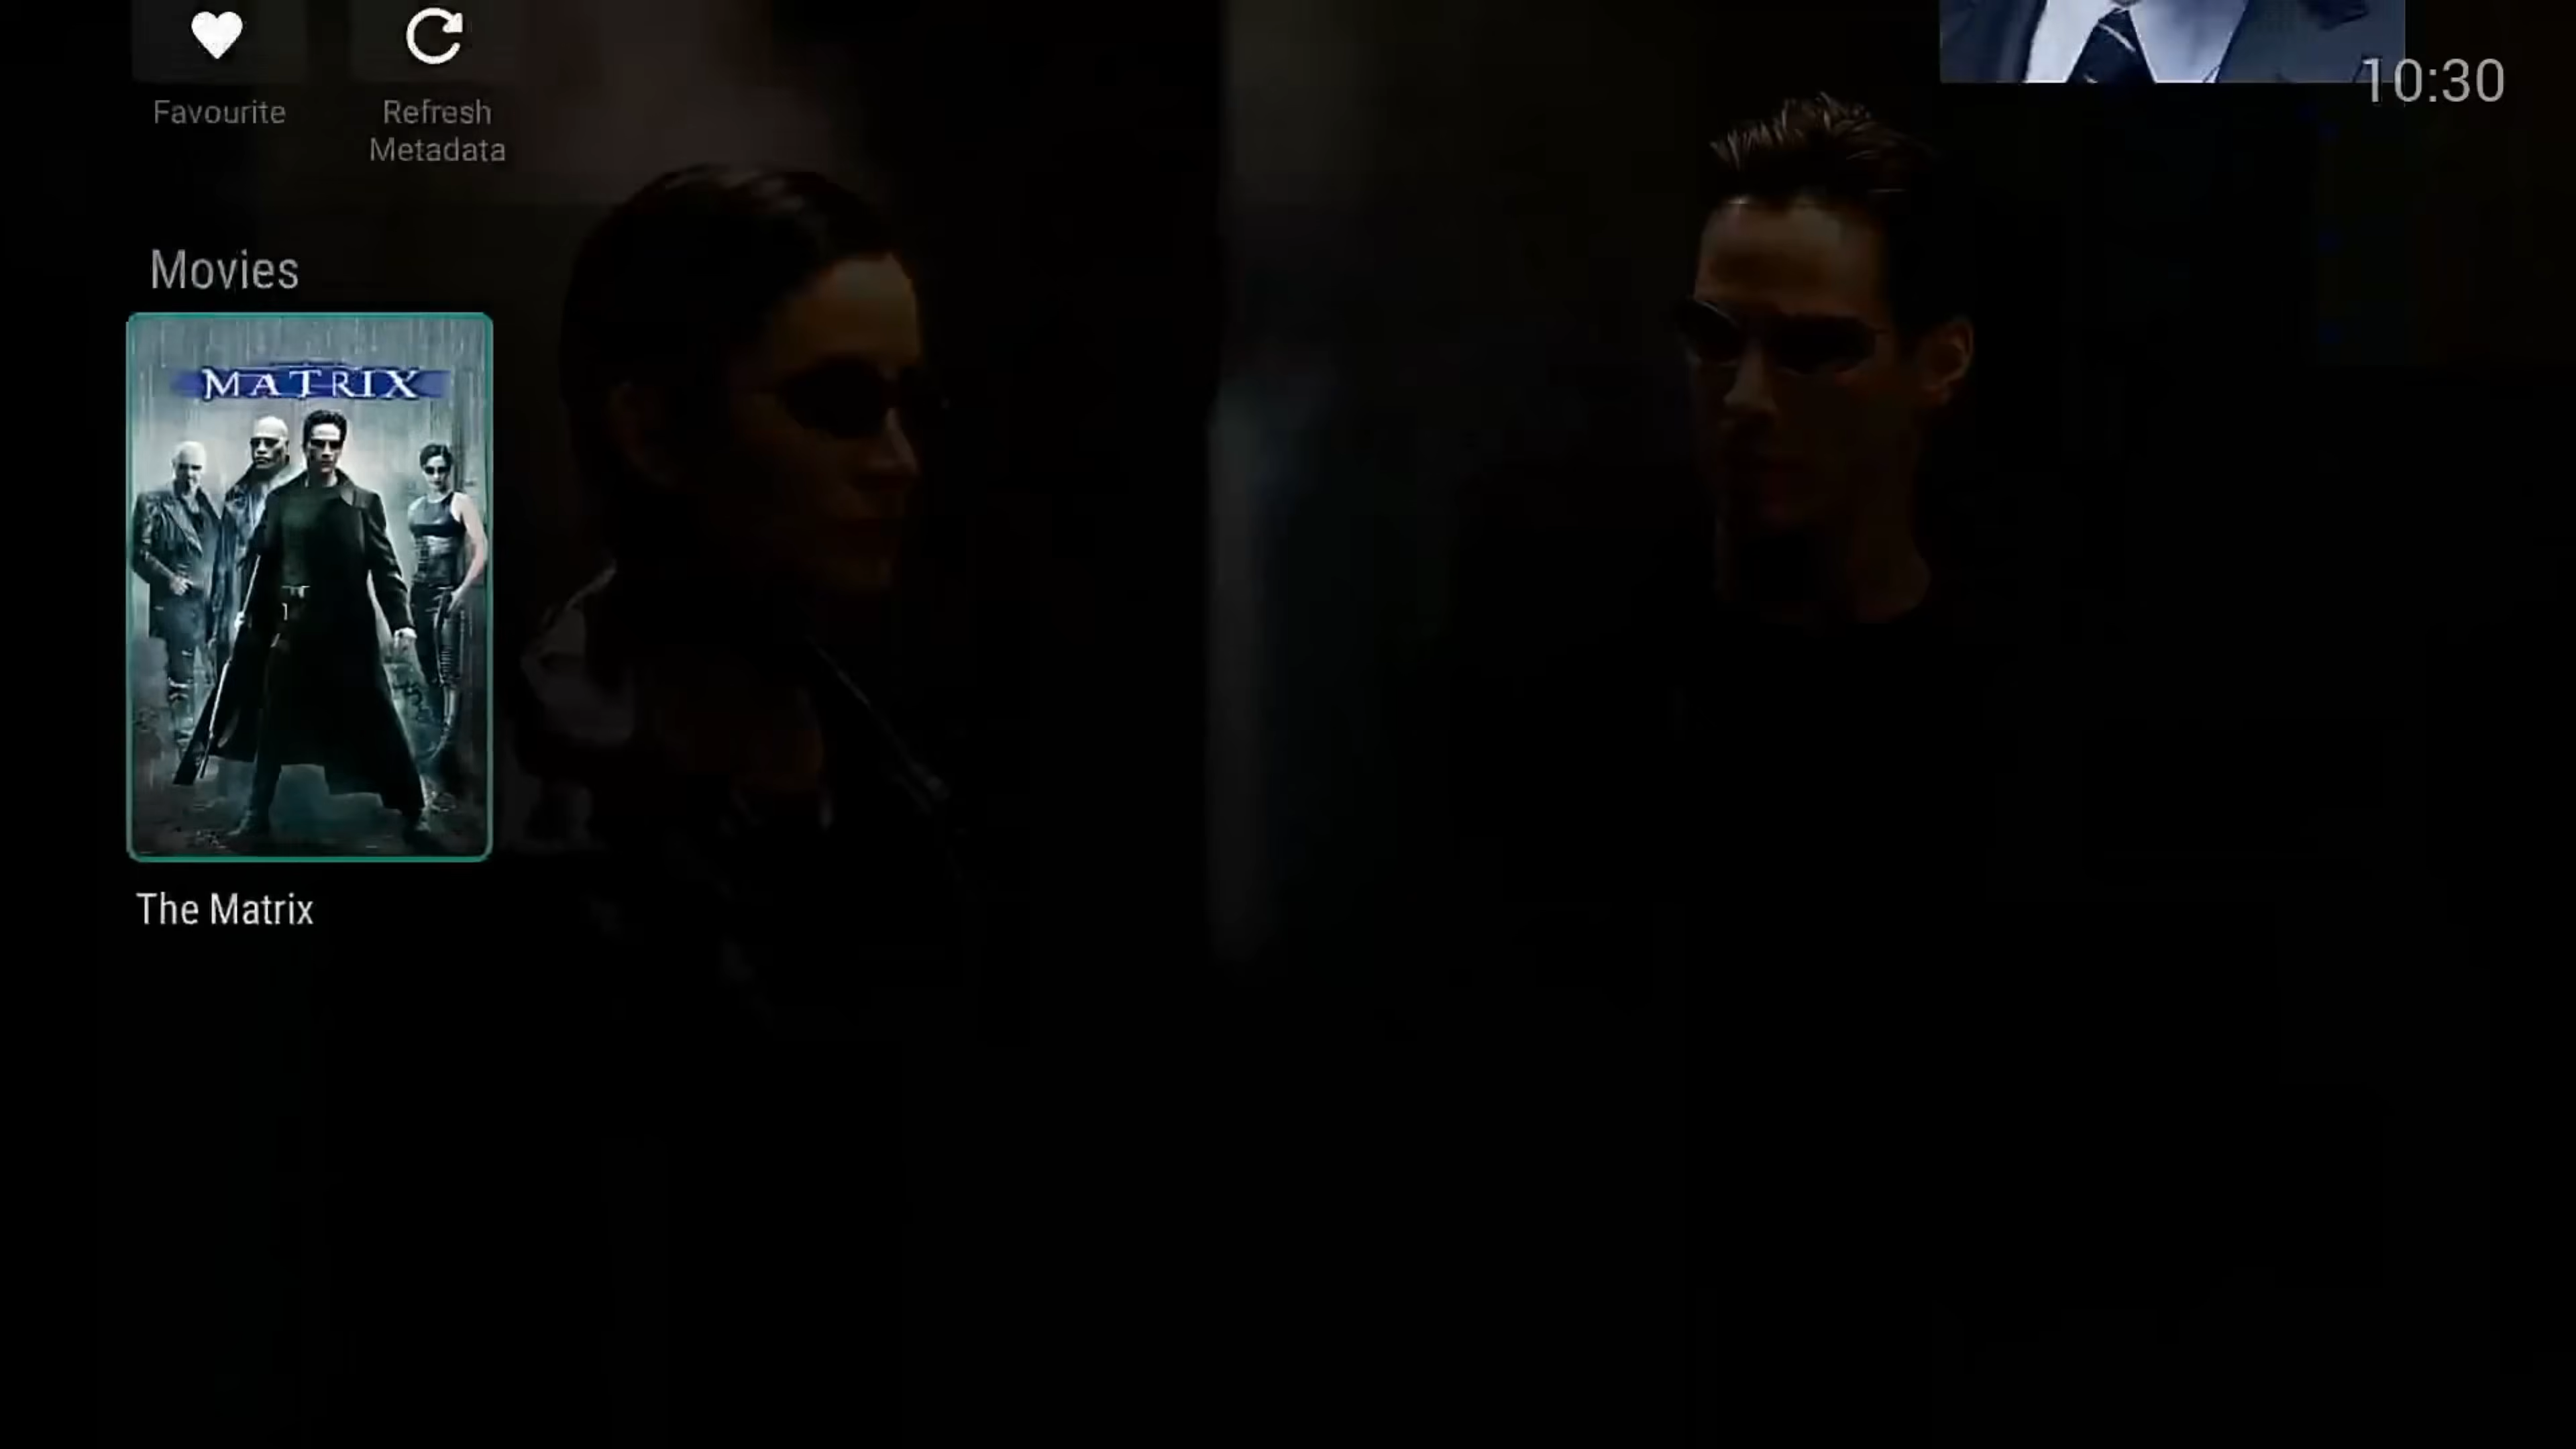 10:30
Favourite
Refresh
Metadata
Movies
MATRIX
The Matrix